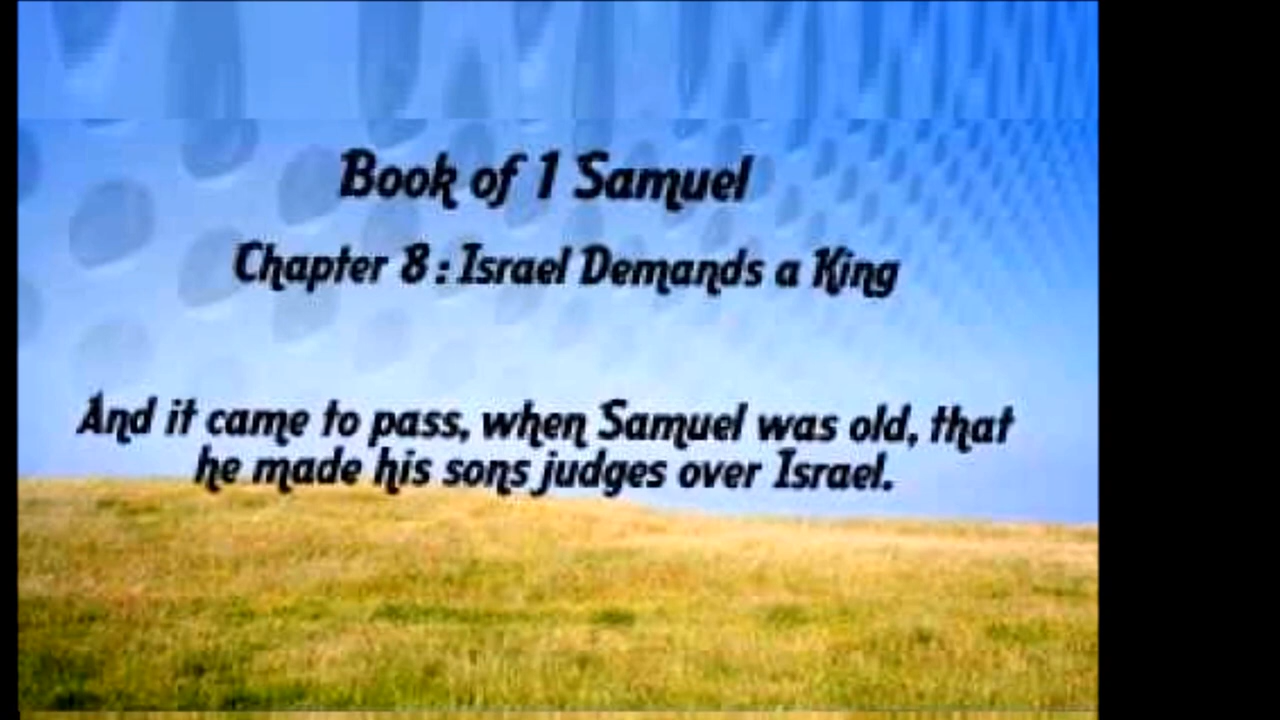 Book of 1 Samuel
Chapter 8 : Israel Demands a King
And it came to pass, when Samuel was old, that
he made his sons judges over Israel.